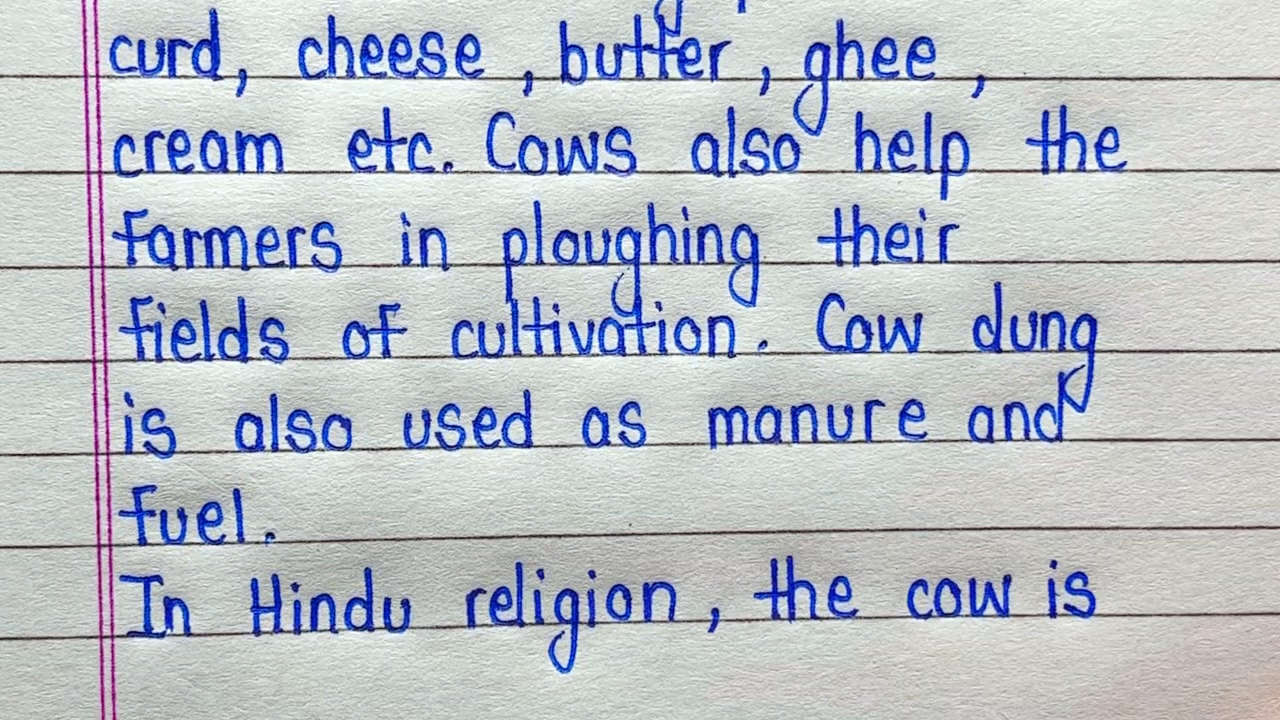 curd, cheese , butter , ghee ,
cream etc. Cows also help the
farmers in ploughing their
fields of cultivation. Cow dung
is also used as manure and
fuel.
In Hindu religion, the cow is